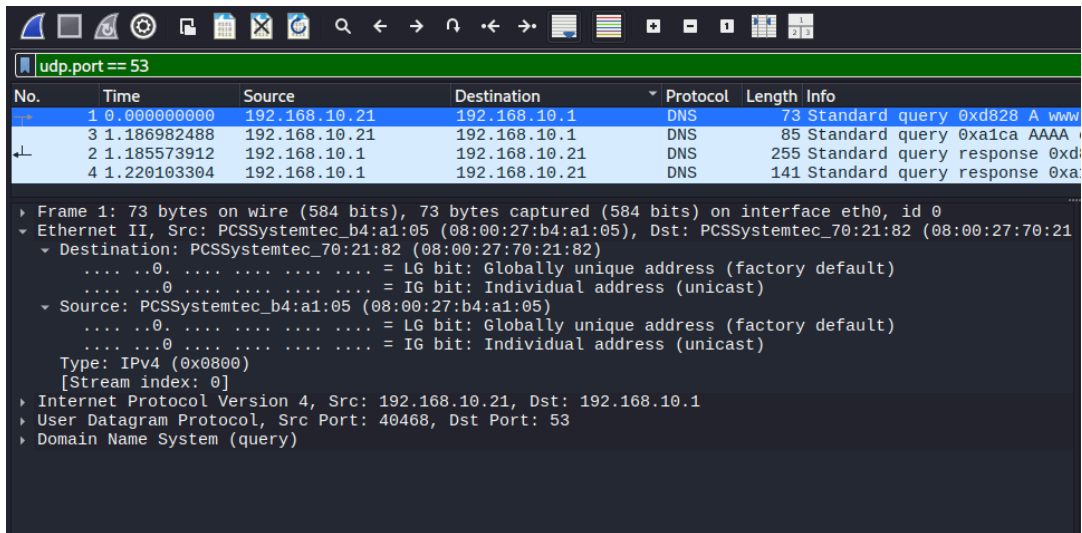 udp.port == 53
No. Time Source Destination Protocol Length Info
1 0.000000000 192.168.10.21 192.168.10.1 DNS 73 Standard query 0xd828 A www
3 1.186982488 192.168.10.21 192.168.10.1 DNS 85 Standard query 0xa1ca AAAA
2 1.185573912 192.168.10.1 192.168.10.21 DNS 255 Standard query response
4 1.220103304 192.168.10.1 192.168.10.21 DNS 141 Standard query response
Frame 1: 73 bytes on wire (584 bits), 73 bytes captured (584 bits) on interface eth0, id 0
Ethernet II, Src: PCSSystemtec_b4:a1:05 (08:00:27:b4:a1:05), Dst: PCSSystemtec_70:21:82 (08:00:27:70:21
Destination: PCSSystemtec_70:21:82 (08:00:27:70:21:82)
.... ..0. .... .... .... .... = LG bit: Globally unique address (factory default)
.... ...0 .... .... .... .... = IG bit: Individual address (unicast)
Source: PCSSystemtec_b4:a1:05 (08:00:27:b4:a1:05)
.... ..0. .... .... .... .... = LG bit: Globally unique address (factory default)
.... ...0 .... .... .... .... = IG bit: Individual address (unicast)
Type: IPv4 (0x0800)
[Stream index: 0]
Internet Protocol Version 4, Src: 192.168.10.21, Dst: 192.168.10.1
User Datagram Protocol, Src Port: 40468, Dst Port: 53
Domain Name System (query)